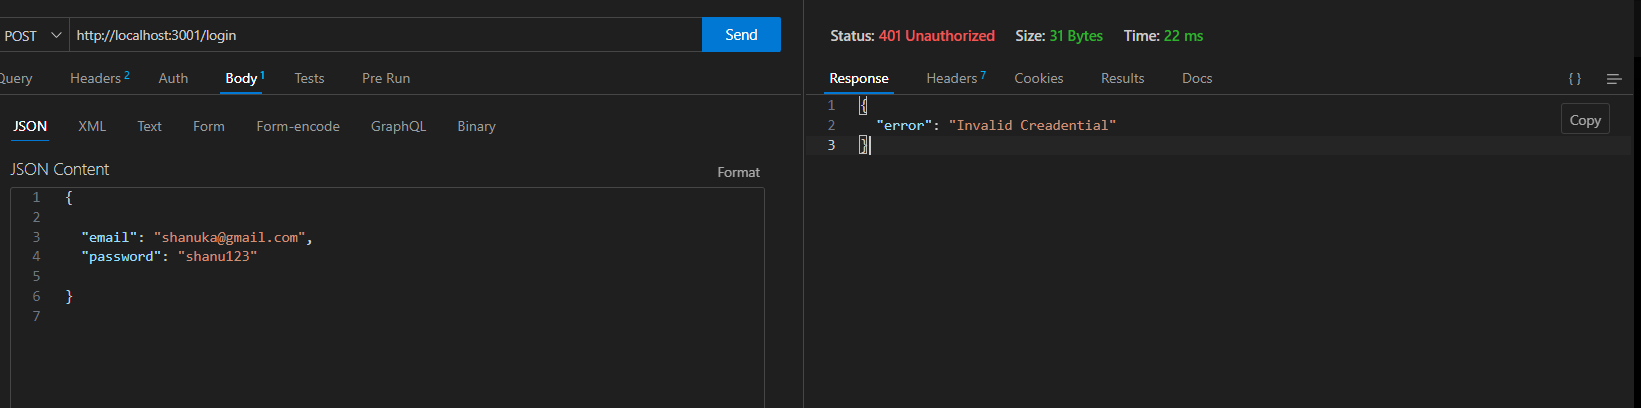 POST http://localhost:3001/login Send
Query Headers 2 Auth Body 1 Tests Pre Run
JSON XML Text Form Form-encode GraphQL Binary
JSON Content Format
1 {
2
3 "email": "shanuka@gmail.com",
4 "password": "shanu123"
5
6 }
7
Status: 401 Unauthorized Size: 31 Bytes Time: 22 ms
Response Headers 7 Cookies Results Docs {}
1 {
2 "error": "Invalid Creadential"
3 }
Copy